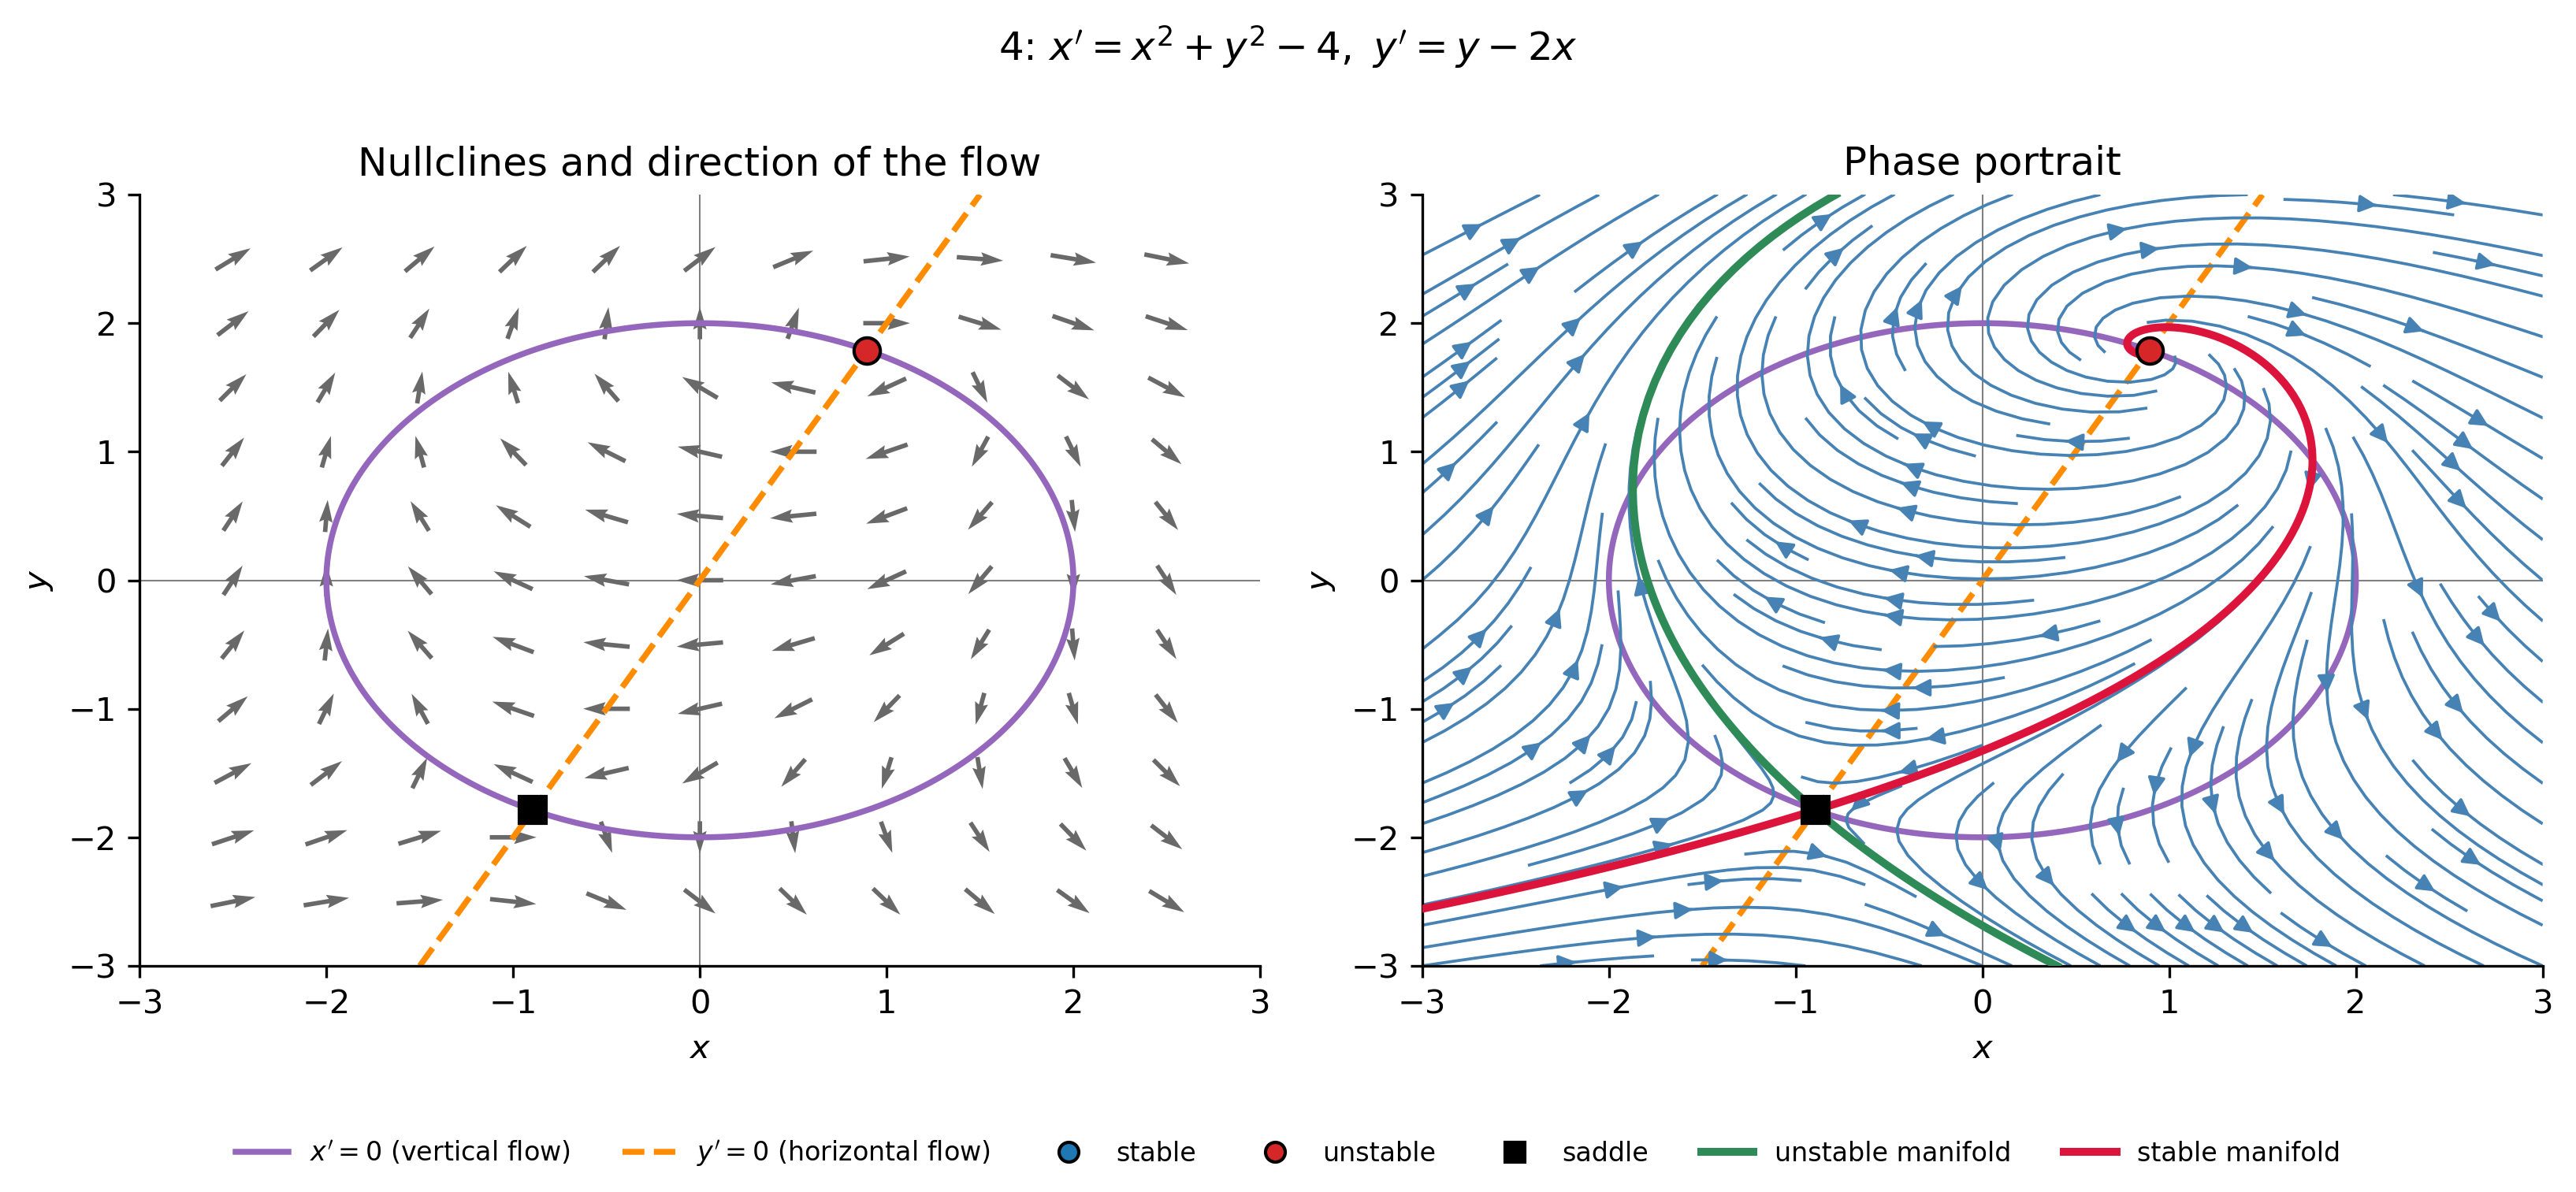 4: x′ = x² + y² − 4, y′ = y − 2x
Nullclines and direction of the flow
3
2
1
0
−1
−2
−3
y
−3 −2 −1 0 1 2 3
x
Phase portrait
3
2
1
0
−1
−2
−3
y
−3 −2 −1 0 1 2 3
x
x′ = 0 (vertical flow) y′ = 0 (horizontal flow) stable unstable saddle unstable manifold stable manifold